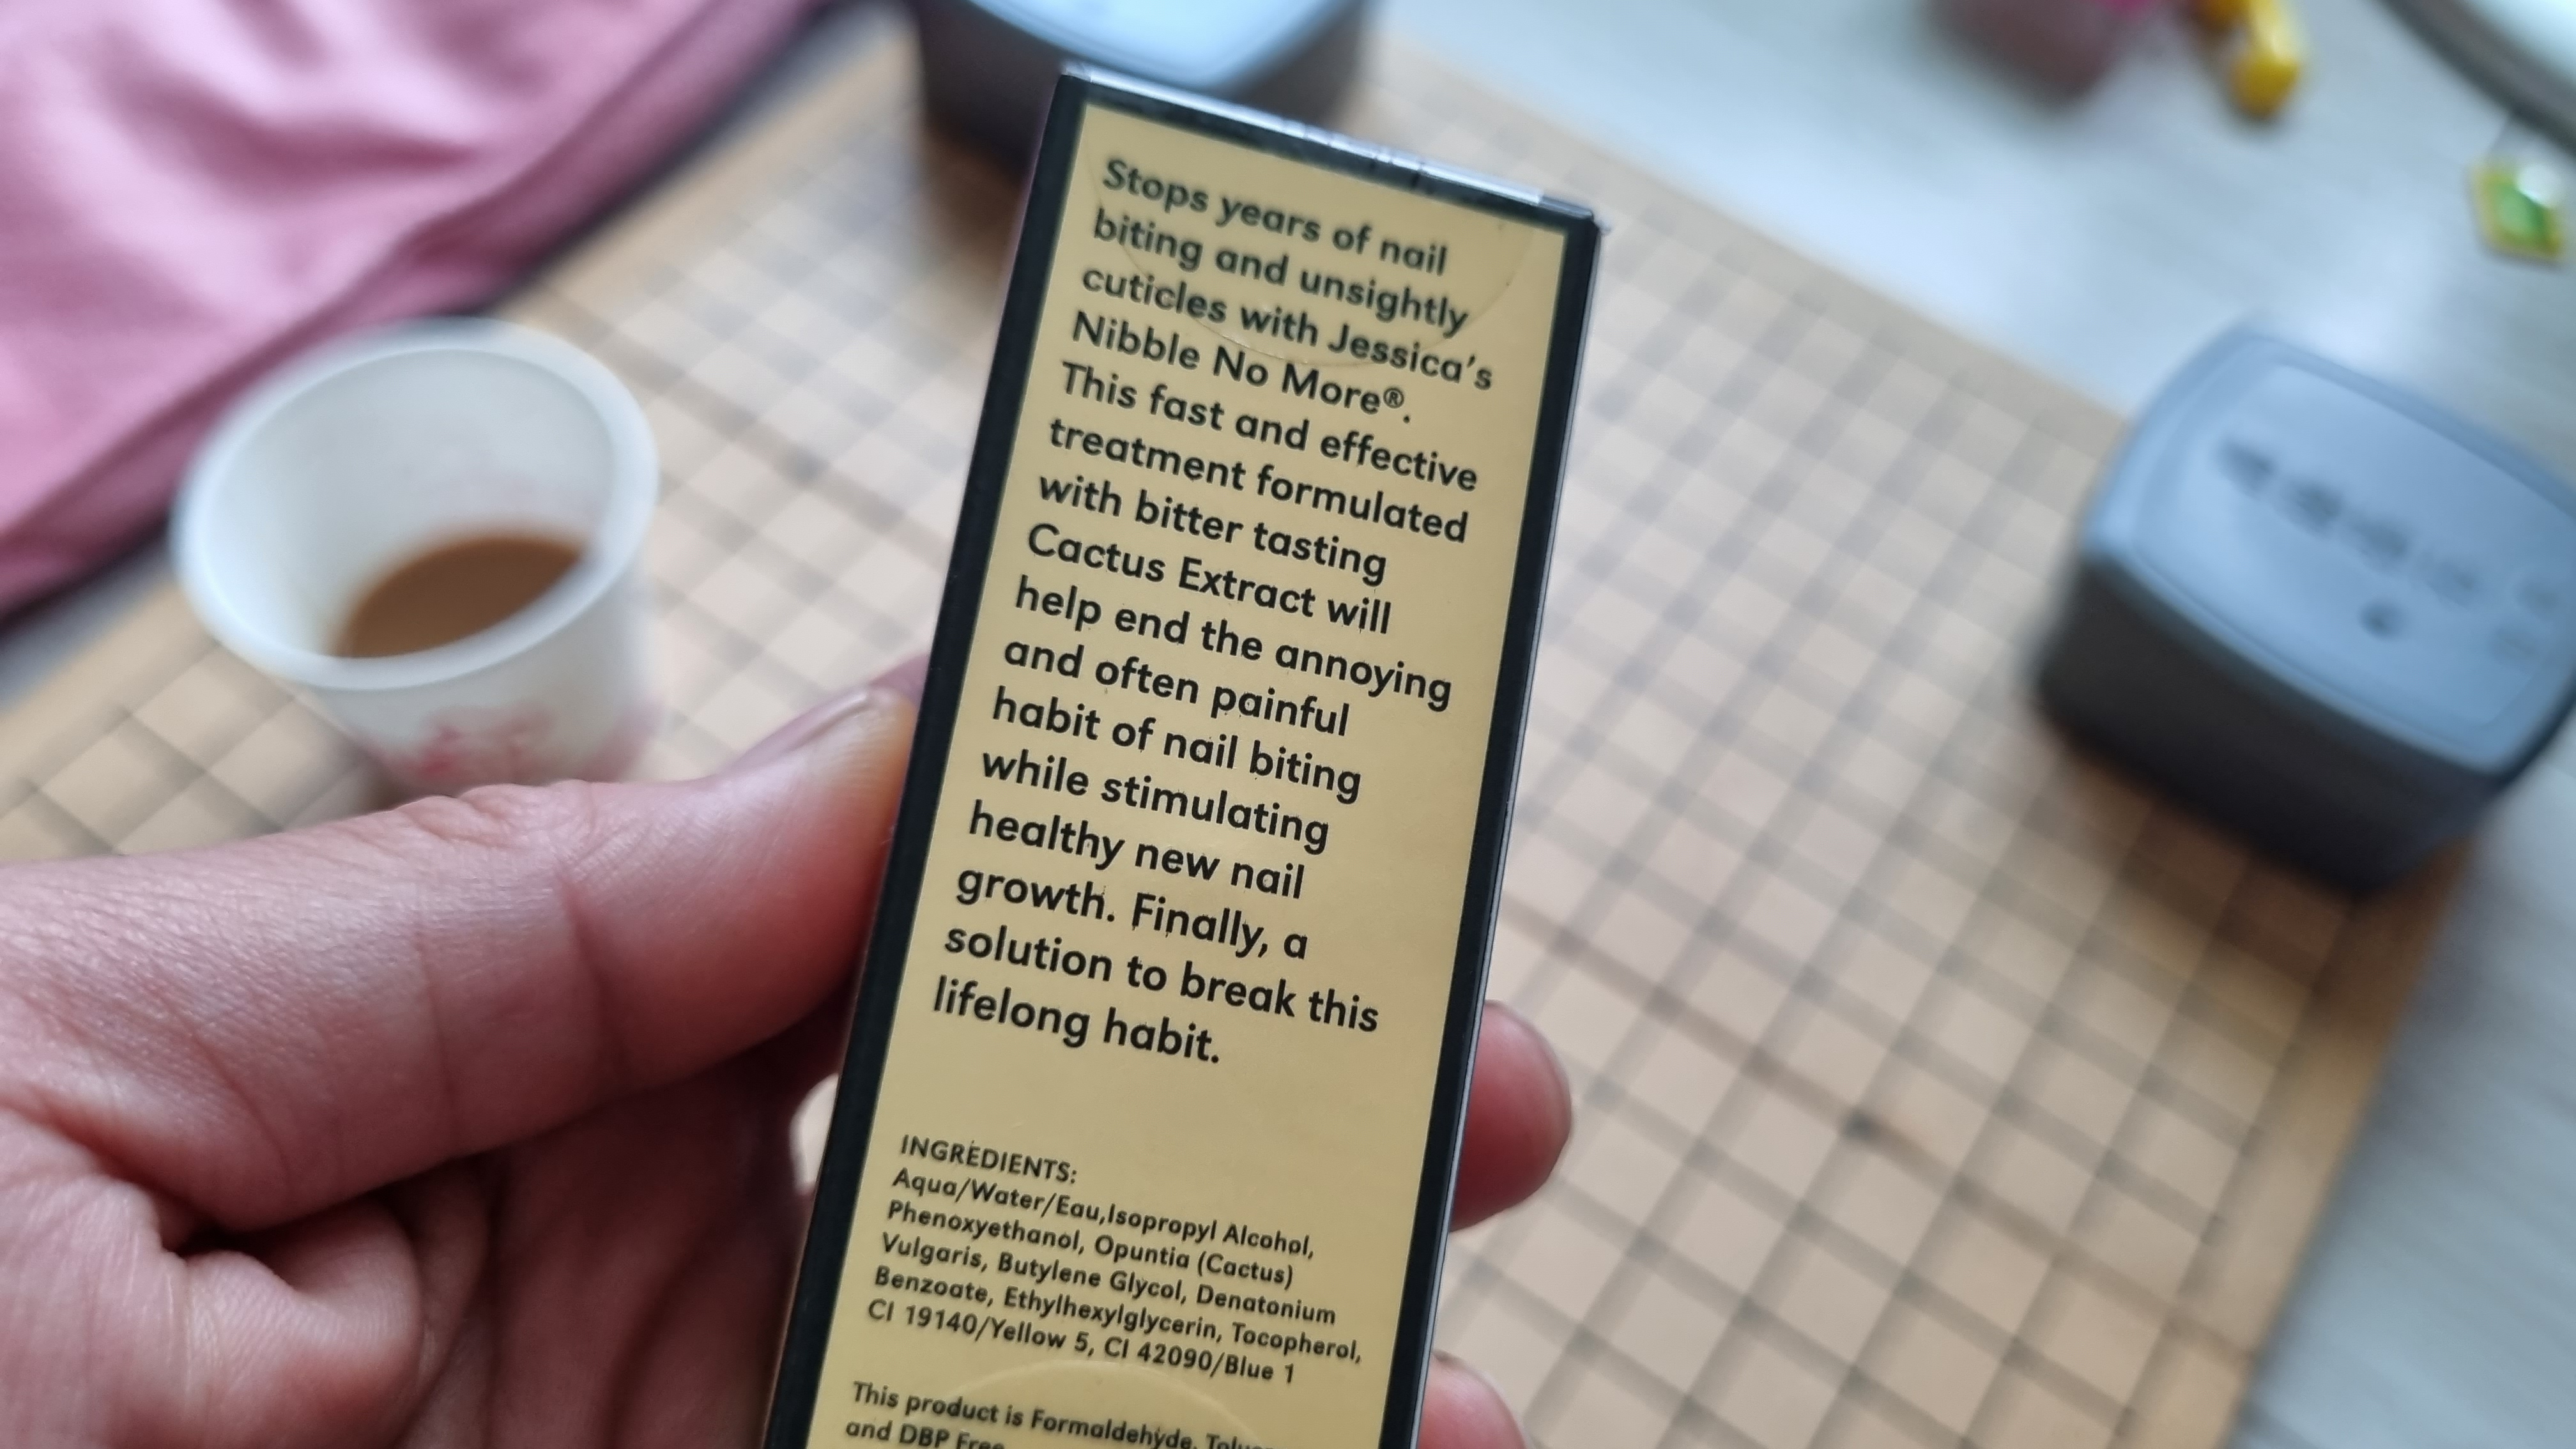 Stops years of nail
biting and unsightly
cuticles with Jessica's
Nibble No More®.
This fast and effective
treatment formulated
with bitter tasting
Cactus Extract will
help end the annoying
and often painful
habit of nail biting
while stimulating
healthy new nail
growth. Finally, a
solution to break this
lifelong habit.
INGREDIENTS:
Aqua/Water/Eau,Isopropyl Alcohol,
Phenoxyethanol, Opuntia (Cactus)
Vulgaris, Butylene Glycol, Denatonium
Benzoate, Ethylhexylglycerin, Tocopherol,
CI 19140/Yellow 5, CI 42090/Blue 1
This product is Formaldehyde,
and DBP Free